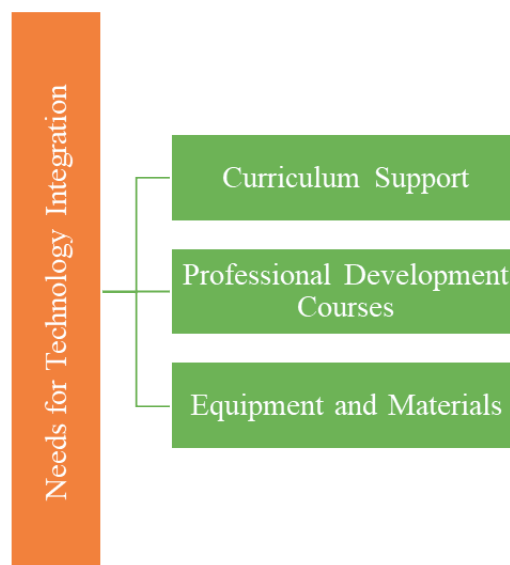 Needs for Technology Integration
Curriculum Support
Professional Development
Courses
Equipment and Materials